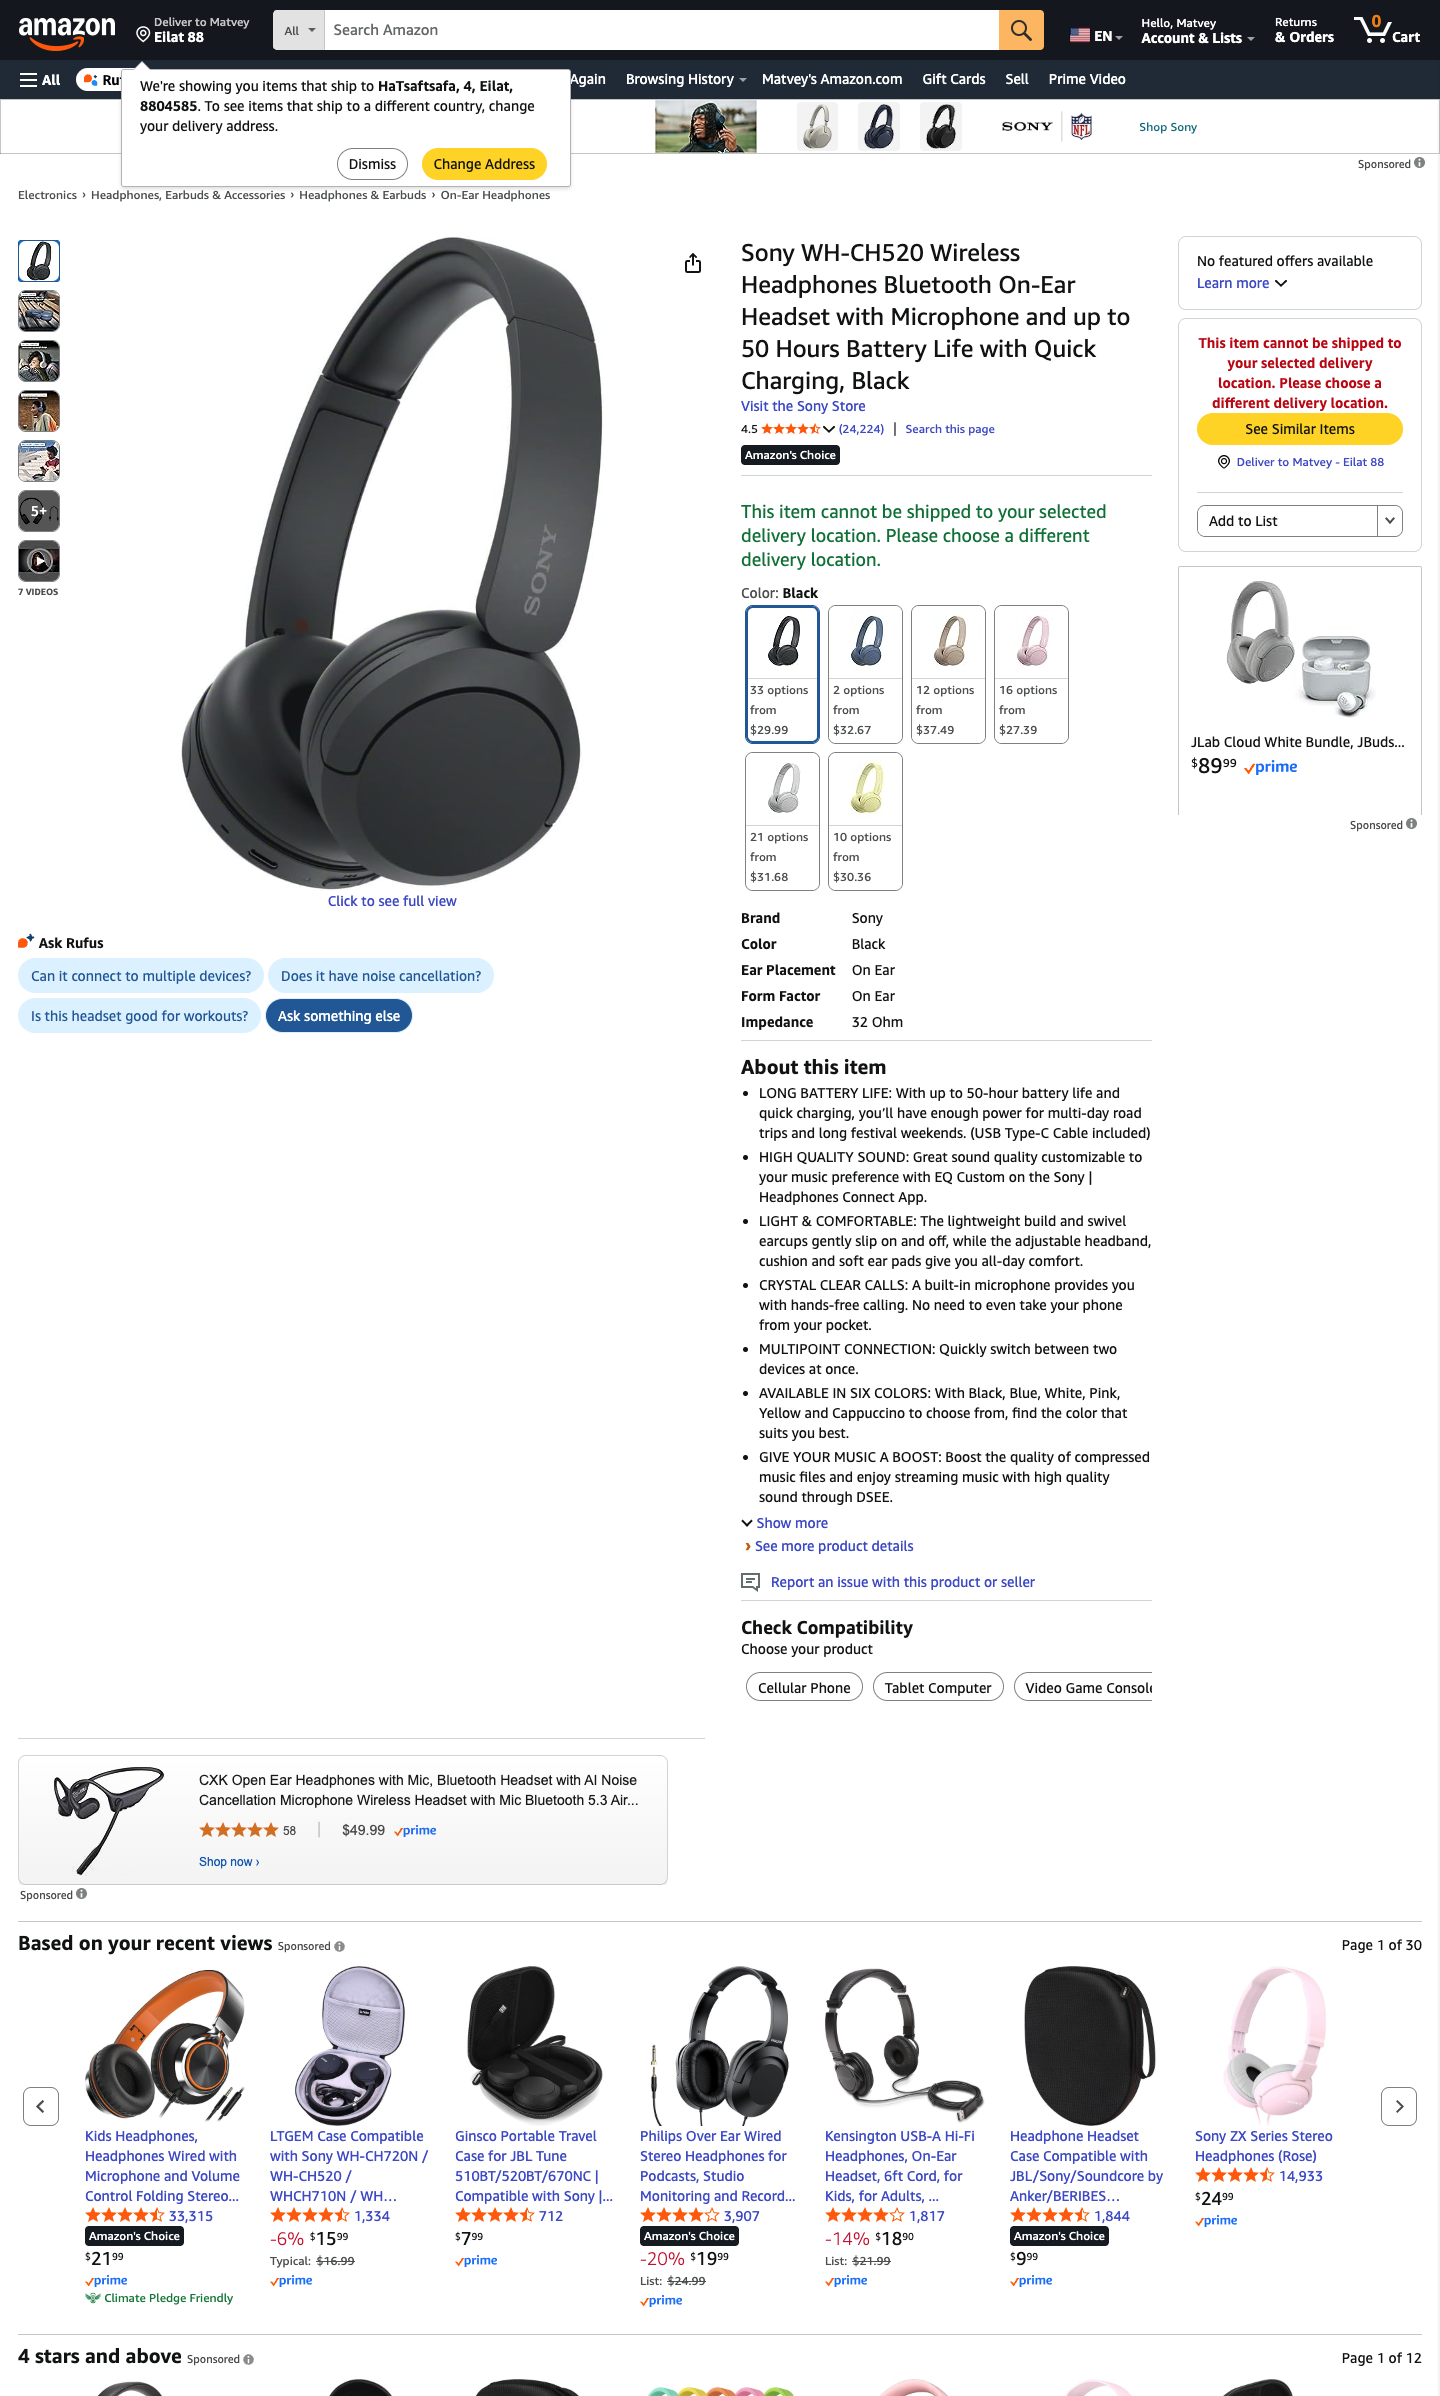 amazon
Deliver to Matvey
Eilat 88
All
Search Amazon
EN
Hello, Matvey
Account & Lists
Returns
& Orders
0
Cart
All
Again
Browsing History
Matvey's Amazon.com
Gift Cards
Sell
Prime Video
We're showing you items that ship to HaTsaftsafa, 4, Eilat,
8804585. To see items that ship to a different country, change
your delivery address.
Dismiss
Change Address
SONY
NFL
Shop Sony
Sponsored
Electronics › Headphones, Earbuds & Accessories › Headphones & Earbuds › On-Ear Headphones
5+
7 VIDEOS
SONY
Click to see full view
Ask Rufus
Can it connect to multiple devices?
Does it have noise cancellation?
Is this headset good for workouts?
Ask something else
Sony WH-CH520 Wireless
Headphones Bluetooth On-Ear
Headset with Microphone and up to
50 Hours Battery Life with Quick
Charging, Black
Visit the Sony Store
4.5
(24,224)
|
Search this page
Amazon's Choice
This item cannot be shipped to your selected
delivery location. Please choose a different
delivery location.
Color: Black
33 options
from
$29.99
2 options
from
$32.67
12 options
from
$37.49
16 options
from
$27.39
21 options
from
$31.68
10 options
from
$30.36
Brand Sony
Color Black
Ear Placement On Ear
Form Factor On Ear
Impedance 32 Ohm
About this item
• LONG BATTERY LIFE: With up to 50-hour battery life and
quick charging, you’ll have enough power for multi-day road
trips and long festival weekends. (USB Type-C Cable included)
• HIGH QUALITY SOUND: Great sound quality customizable to
your music preference with EQ Custom on the Sony |
Headphones Connect App.
• LIGHT & COMFORTABLE: The lightweight build and swivel
earcups gently slip on and off, while the adjustable headband,
cushion and soft ear pads give you all-day comfort.
• CRYSTAL CLEAR CALLS: A built-in microphone provides you
with hands-free calling. No need to even take your phone
from your pocket.
• MULTIPOINT CONNECTION: Quickly switch between two
devices at once.
• AVAILABLE IN SIX COLORS: With Black, Blue, White, Pink,
Yellow and Cappuccino to choose from, find the color that
suits you best.
• GIVE YOUR MUSIC A BOOST: Boost the quality of compressed
music files and enjoy streaming music with high quality
sound through DSEE.
Show more
› See more product details
Report an issue with this product or seller
Check Compatibility
Choose your product
Cellular Phone
Tablet Computer
Video Game Console
No featured offers available
Learn more
This item cannot be shipped to
your selected delivery
location. Please choose a
different delivery location.
See Similar Items
Deliver to Matvey - Eilat 88
Add to List
JLab Cloud White Bundle, JBuds...
$89.99 prime
Sponsored
CXK Open Ear Headphones with Mic, Bluetooth Headset with AI Noise
Cancellation Microphone Wireless Headset with Mic Bluetooth 5.3 Air...
58
|
$49.99 prime
Shop now ›
Sponsored
Based on your recent views Sponsored
Page 1 of 30
Kids Headphones,
Headphones Wired with
Microphone and Volume
Control Folding Stereo...
33,315
Amazon's Choice
$21.99
prime
Climate Pledge Friendly
LTGEM Case Compatible
with Sony WH-CH720N /
WH-CH520 /
WHCH710N / WH...
1,334
-6% $15.99
Typical: $16.99
prime
Ginsco Portable Travel
Case for JBL Tune
510BT/520BT/670NC |
Compatible with Sony |...
712
$7.99
prime
Philips Over Ear Wired
Stereo Headphones for
Podcasts, Studio
Monitoring and Record...
3,907
Amazon's Choice
-20% $19.99
List: $24.99
prime
Kensington USB-A Hi-Fi
Headphones, On-Ear
Headset, 6ft Cord, for
Kids, for Adults, ...
1,817
-14% $18.90
List: $21.99
prime
Headphone Headset
Case Compatible with
JBL/Sony/Soundcore by
Anker/BERIBES...
1,844
Amazon's Choice
$9.99
prime
Sony ZX Series Stereo
Headphones (Rose)
14,933
$24.99
prime
4 stars and above Sponsored
Page 1 of 12